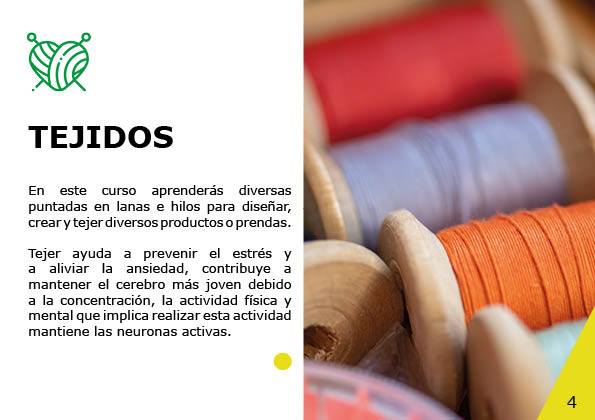 TEJIDOS
En este curso aprenderás diversas
puntadas en lanas e hilos para diseñar,
crear y tejer diversos productos o prendas.
Tejer ayuda a prevenir el estrés y
a aliviar la ansiedad, contribuye a
mantener el cerebro más joven debido
a la concentración, la actividad física y
mental que implica realizar esta actividad
mantiene las neuronas activas.
4